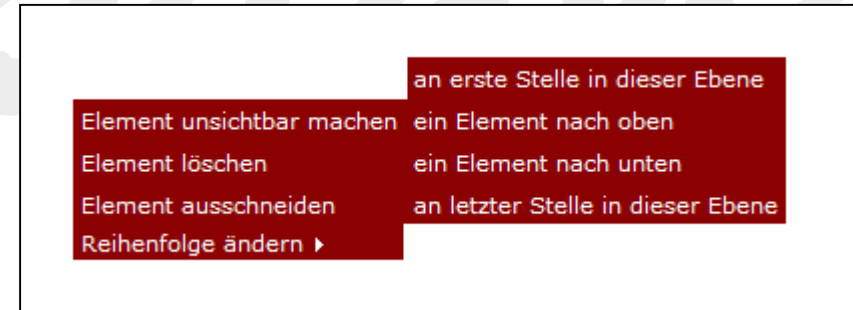 Element unsichtbar machen
Element löschen
Element ausschneiden
Reihenfolge ändern
an erste Stelle in dieser Ebene
ein Element nach oben
ein Element nach unten
an letzter Stelle in dieser Ebene